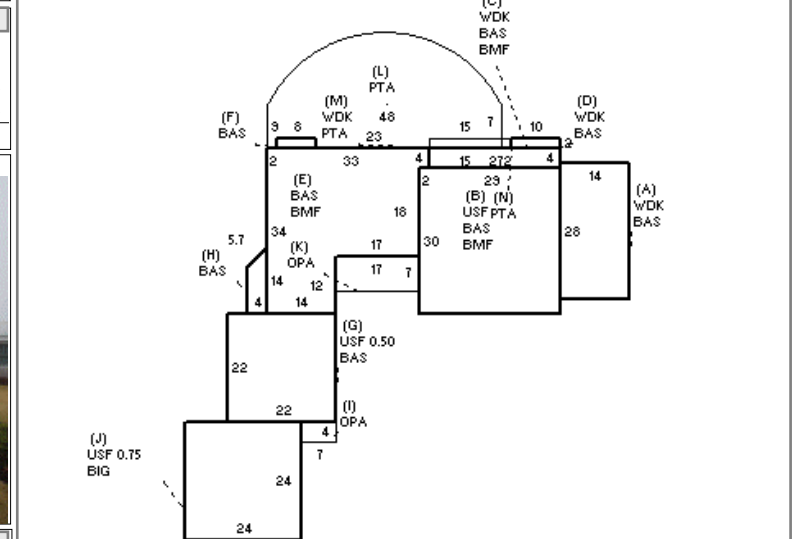 (C)
WDK
BAS
BMF
(L)
PTA
(M)
WDK
PTA
(D)
WDK
BAS
(F)
BAS
9 8
48
23
15 7 10
2
2 33 4 15 272 4
14
(E)
BAS
BMF
2 29
(B) (N)
USF PTA
BAS
BMF
(A)
WDK
BAS
18
34
30
28
5.7
(H)
BAS
(K)
OPA
17
17 7
14 12
4 14
(G)
USF 0.50
BAS
22
22
(I)
OPA
4
7
(J)
USF 0.75
BIG
24
24